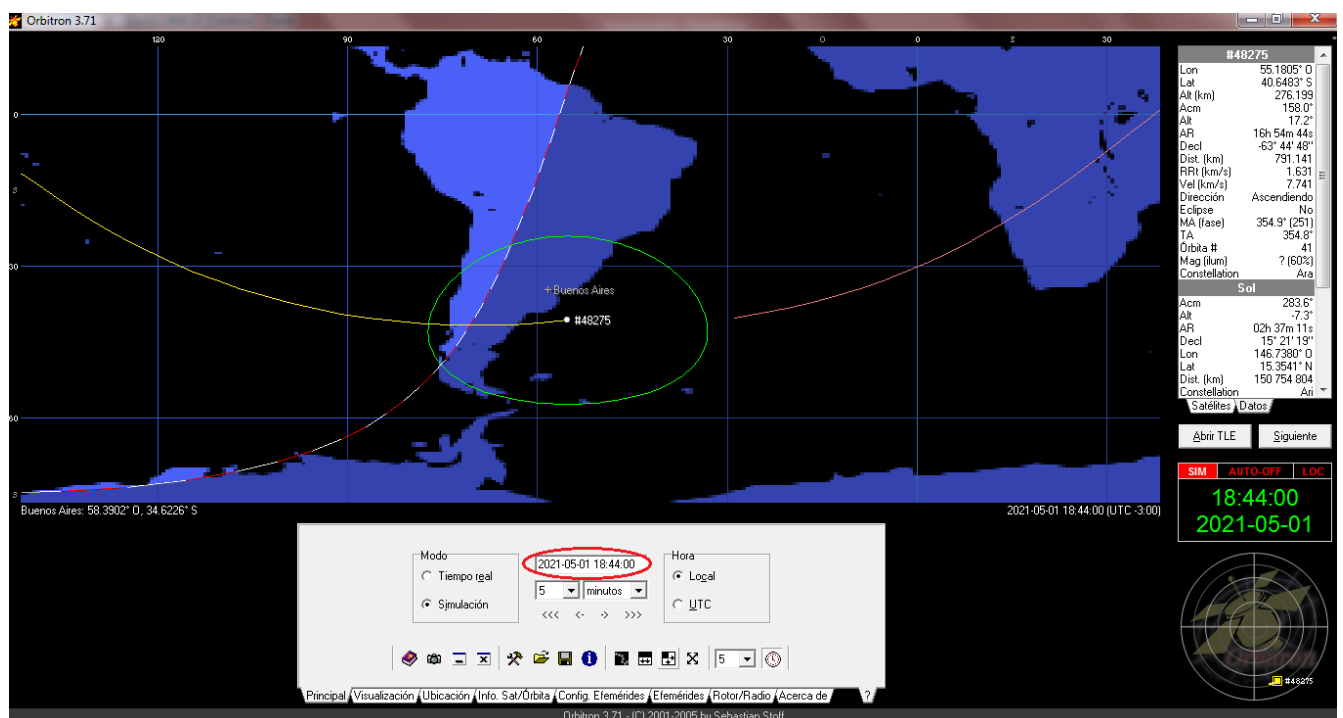 Orbitron 3.71
120 90 60 30 0 0 E 30
#48275
Lon 55.1805° O
Lat 40.6483° S
Alt (km) 276.199
Acm 158.0°
Alt 17.2°
AR 16h 54m 44s
Decl -63° 44' 48''
Dist. (km) 791.141
RRt (km/s) 1.631
Vel (km/s) 7.741
Dirección Ascendiendo
Eclipse No
MA (fase) 354.9° (251)
TA 354.8°
Órbita # 41
Mag (ilum) ? (60%)
Constellation Ara
Sol
Acm 283.6°
Alt -7.3°
AR 02h 37m 11s
Decl 15° 21' 19''
Lon 146.7380° O
Lat 15.3541° N
Dist. (km) 150 754 804
Constellation Ari
Satélites Datos
0
S
30
60
S
+Buenos Aires
#48275
Buenos Aires: 58.3902° O, 34.6226° S
2021-05-01 18:44:00 (UTC -3:00)
Abrir TLE Siguiente
SIM AUTO-OFF LOC
18:44:00
2021-05-01
Modo
Tiempo real
Simulación
2021-05-01 18:44:00
5 minutos
<<< <- -> >>>
Hora
Local
UTC
5
Principal Visualización Ubicación Info. Sat/Órbita Config. Efemérides Efemérides Rotor/Radio Acerca de ?
Orbitron
#48275
Orbitron 3.71 - (C) 2001-2005 by Sebastian Stoff